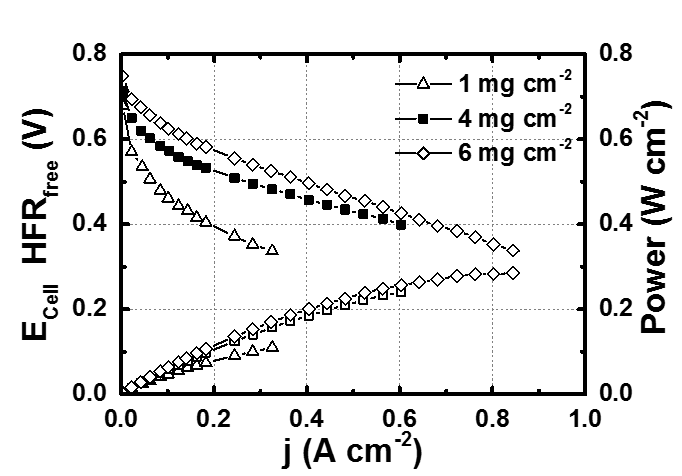 0.8
0.6
0.4
0.2
0.0
E_Cell HFR_free (V)
0.0 0.2 0.4 0.6 0.8 1.0
j (A cm⁻²)
1 mg cm⁻²
4 mg cm⁻²
6 mg cm⁻²
0.8
0.6
0.4
0.2
0.0
Power (W cm⁻²)